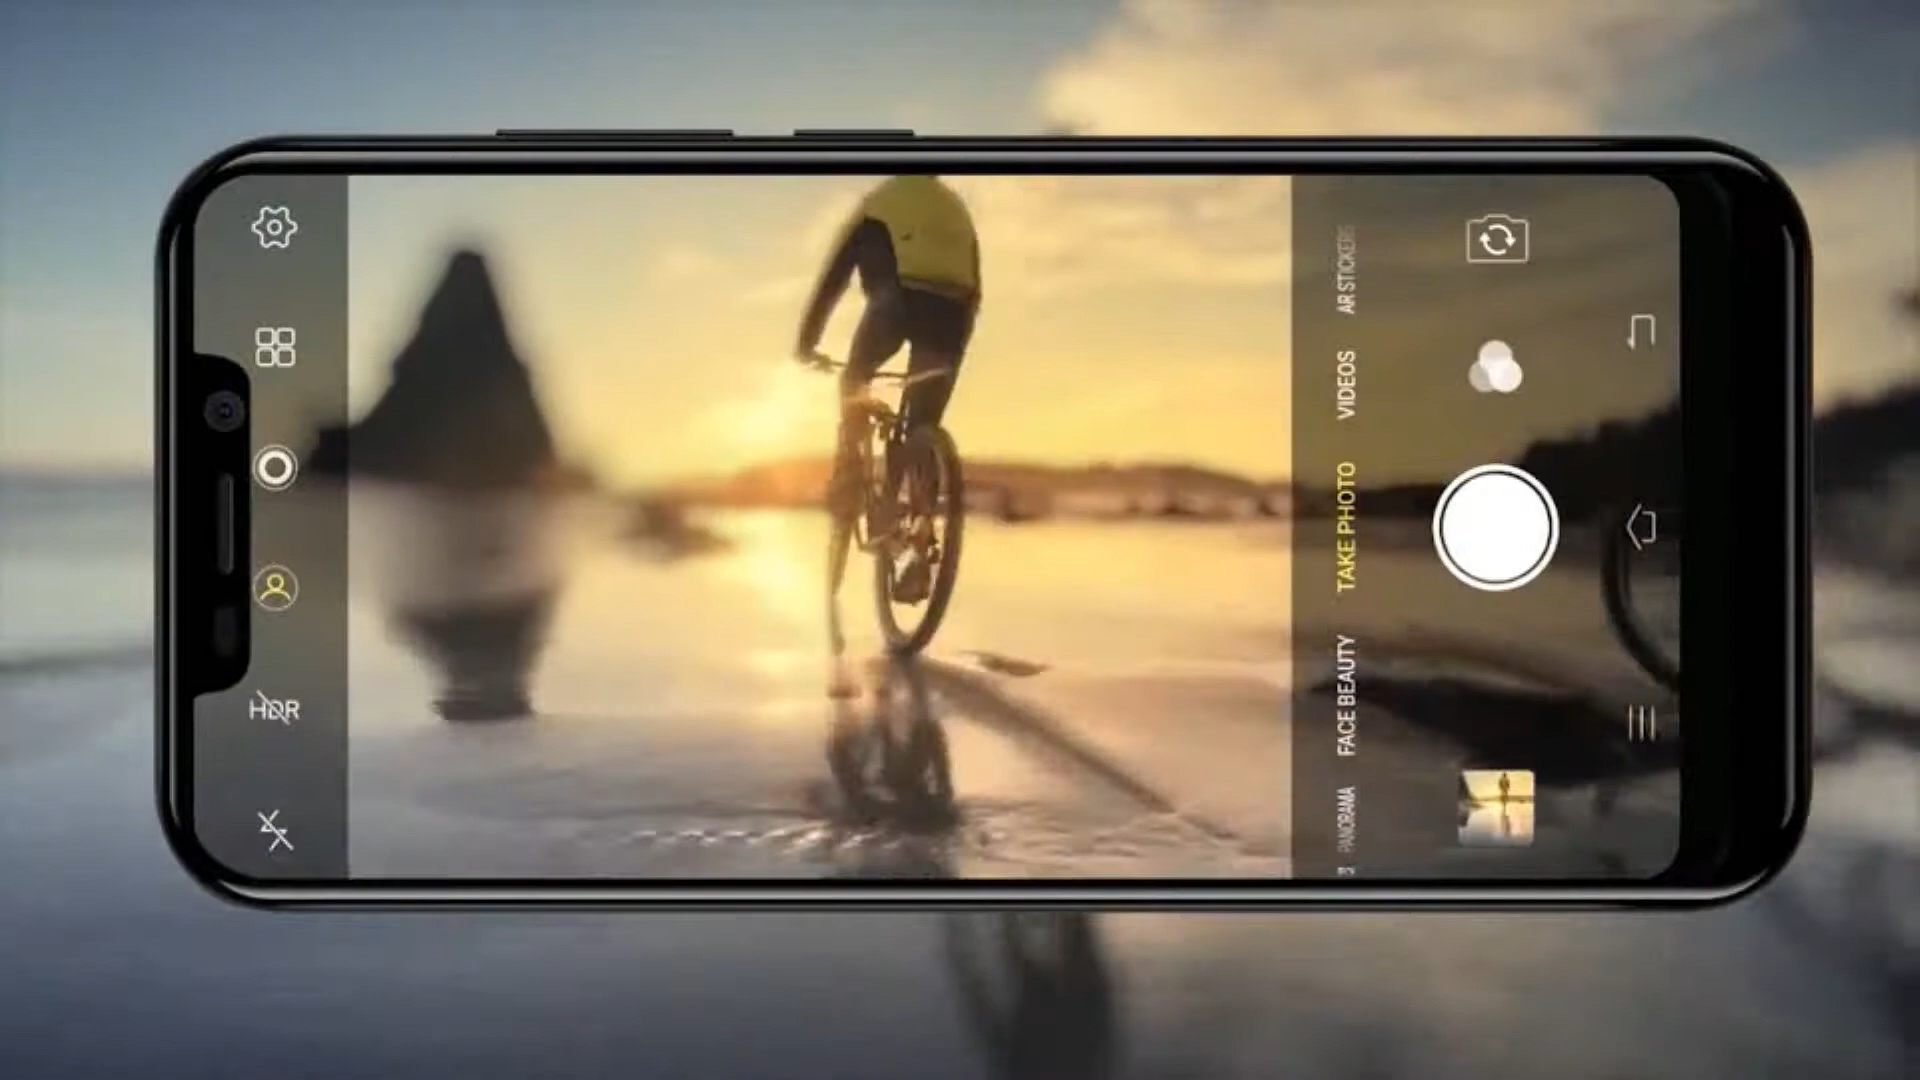 AR STICKERS
VIDEOS
TAKE PHOTO
FACE BEAUTY
PANORAMA
HDR